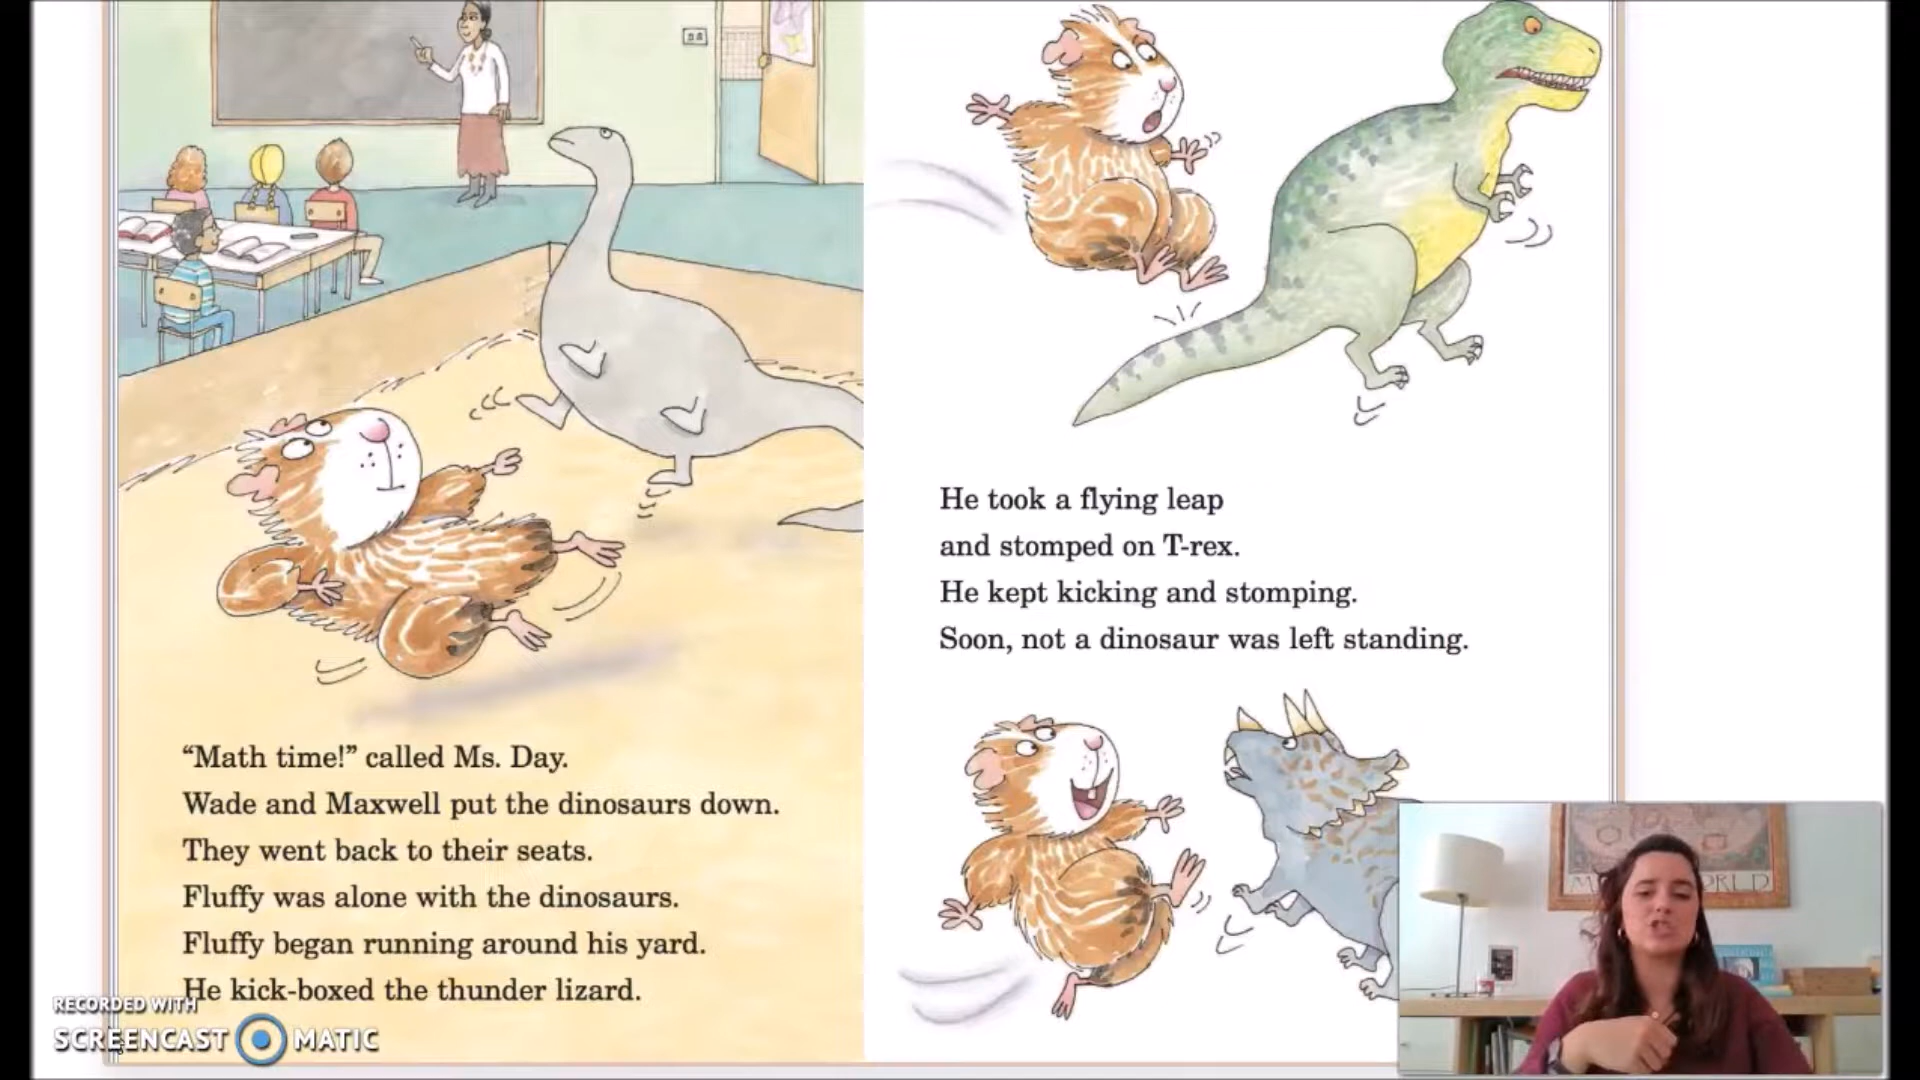 “Math time!” called Ms. Day.
Wade and Maxwell put the dinosaurs down.
They went back to their seats.
Fluffy was alone with the dinosaurs.
Fluffy began running around his yard.
He kick-boxed the thunder lizard.
He took a flying leap
and stomped on T-rex.
He kept kicking and stomping.
Soon, not a dinosaur was left standing.
RECORDED WITH
SCREENCAST MATIC